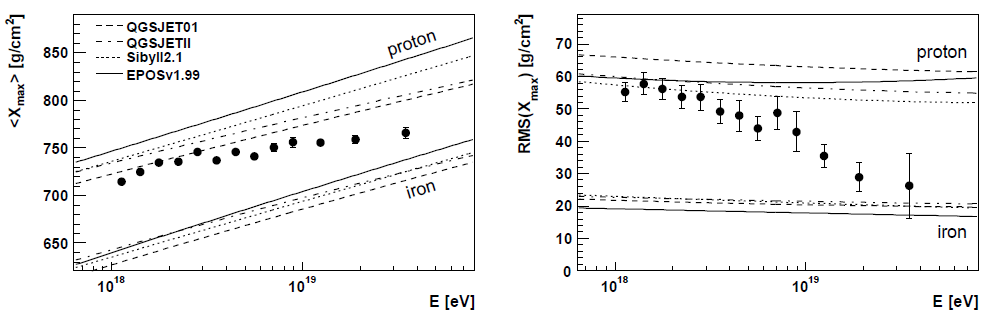 <Xmax> [g/cm2]
850
800
750
700
650
QGSJET01
QGSJETII
Sibyll2.1
EPOSv1.99
proton
iron
1018
1019
E [eV]
RMS(Xmax) [g/cm2]
70
60
50
40
30
20
10
0
proton
iron
1018
1019
E [eV]